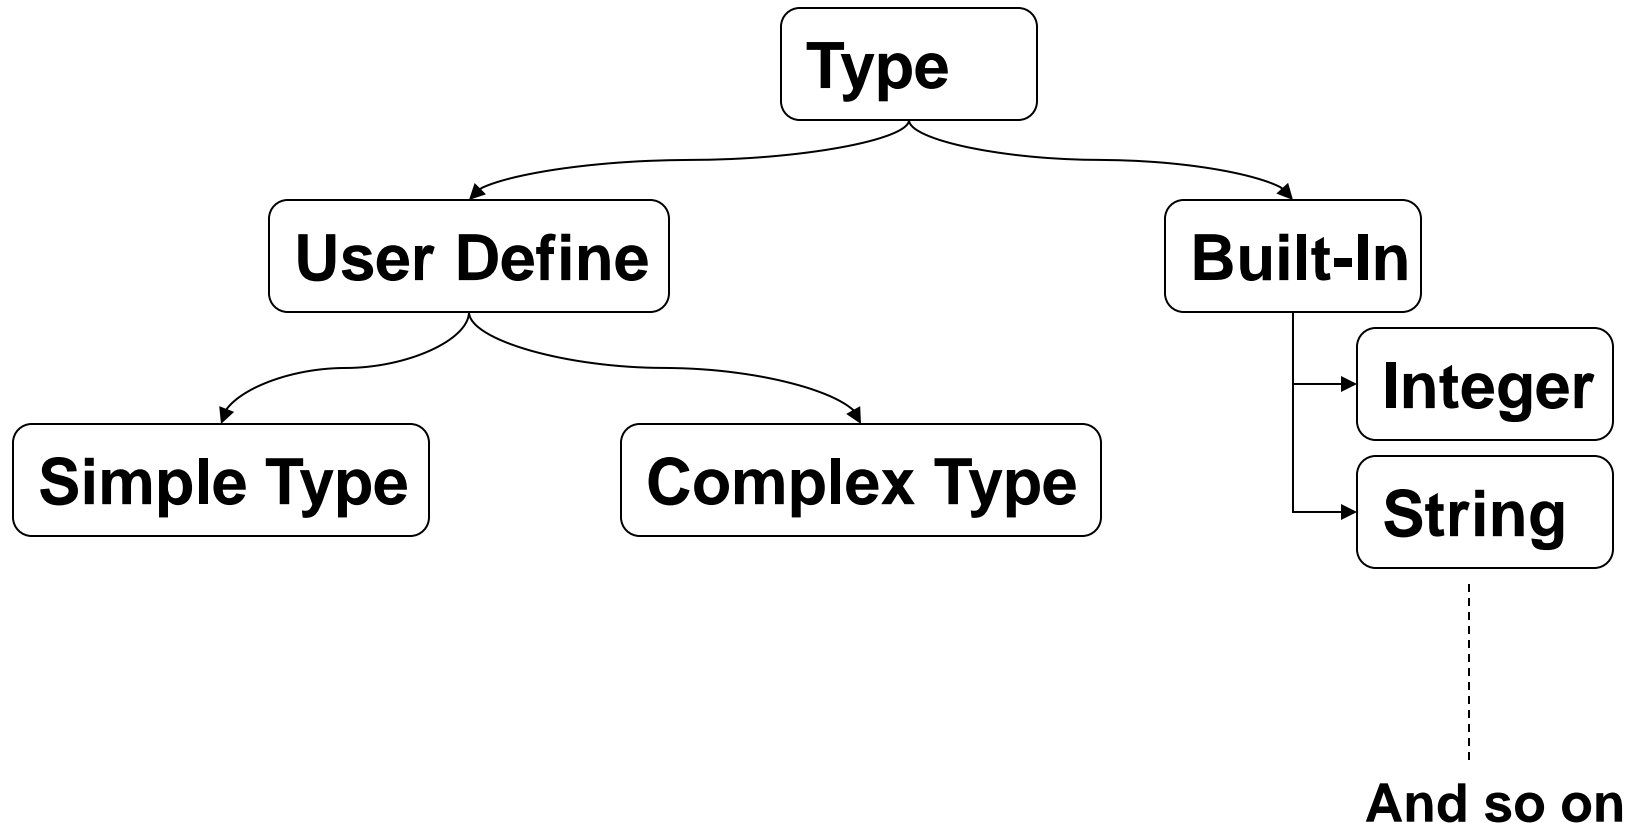 Type
User Define
Built-In
Integer
Simple Type
Complex Type
String
And so on